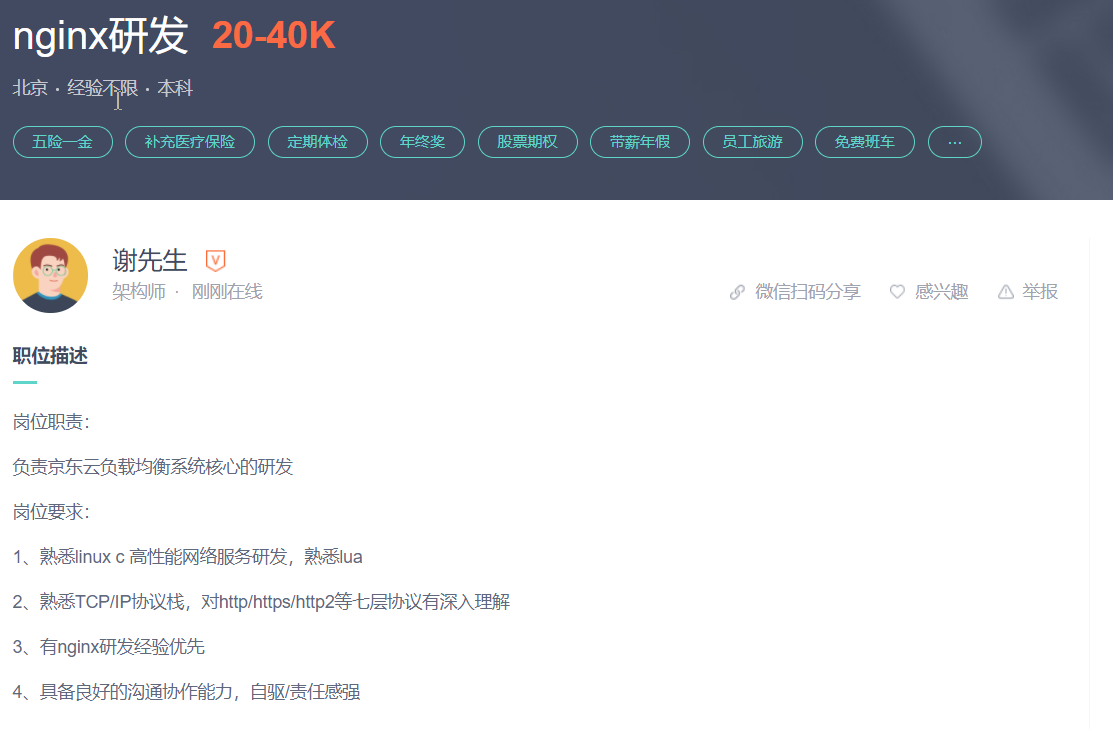 nginx研发 20-40K
北京 · 经验不限 · 本科
五险一金 补充医疗保险 定期体检 年终奖 股票期权 带薪年假 员工旅游 免费班车 ...
谢先生 V
架构师 · 刚刚在线 微信扫码分享 感兴趣 举报
职位描述
岗位职责：
负责京东云负载均衡系统核心的研发
岗位要求：
1、熟悉linux c 高性能网络服务研发，熟悉lua
2、熟悉TCP/IP协议栈，对http/https/http2等七层协议有深入理解
3、有nginx研发经验优先
4、具备良好的沟通协作能力，自驱/责任感强